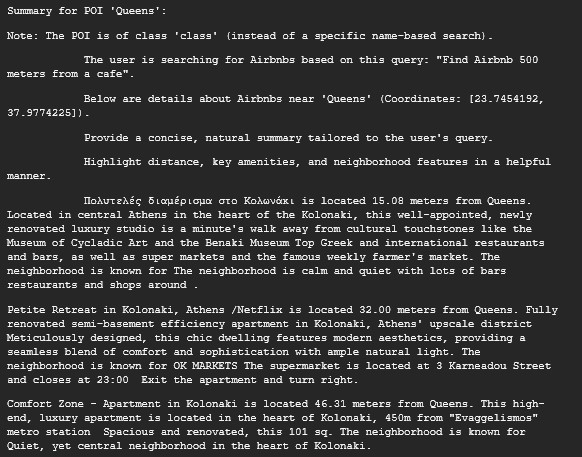 Summary for POI 'Queens':
Note: The POI is of class 'class' (instead of a specific name-based search).
The user is searching for Airbnbs based on this query: "Find Airbnb 500
meters from a cafe".
Below are details about Airbnbs near 'Queens' (Coordinates: [23.7454192,
37.9774225]).
Provide a concise, natural summary tailored to the user's query.
Highlight distance, key amenities, and neighborhood features in a helpful
manner.
Πολυτελές διαμέρισμα στο Κολωνάκι is located 15.08 meters from Queens.
Located in central Athens in the heart of the Kolonaki, this well-appointed, newly
renovated luxury studio is a minute's walk away from cultural touchstones like the
Museum of Cycladic Art and the Benaki Museum Top Greek and international restaurants
and bars, as well as super markets and the famous weekly farmer's market. The
neighborhood is known for The neighborhood is calm and quiet with lots of bars
restaurants and shops around .
Petite Retreat in Kolonaki, Athens /Netflix is located 32.00 meters from Queens. Fully
renovated semi-basement efficiency apartment in Kolonaki, Athens' upscale district
Meticulously designed, this chic dwelling features modern aesthetics, providing a
seamless blend of comfort and sophistication with ample natural light. The
neighborhood is known for OK MARKETS The supermarket is located at 3 Karneadou Street
and closes at 23:00  Exit the apartment and turn right.
Comfort Zone - Apartment in Kolonaki is located 46.31 meters from Queens. This high-
end, luxury apartment is located in the heart of Kolonaki, 450m from "Evaggelismos"
metro station  Spacious and renovated, this 101 sq. The neighborhood is known for
Quiet, yet central neighborhood in the heart of Kolonaki.